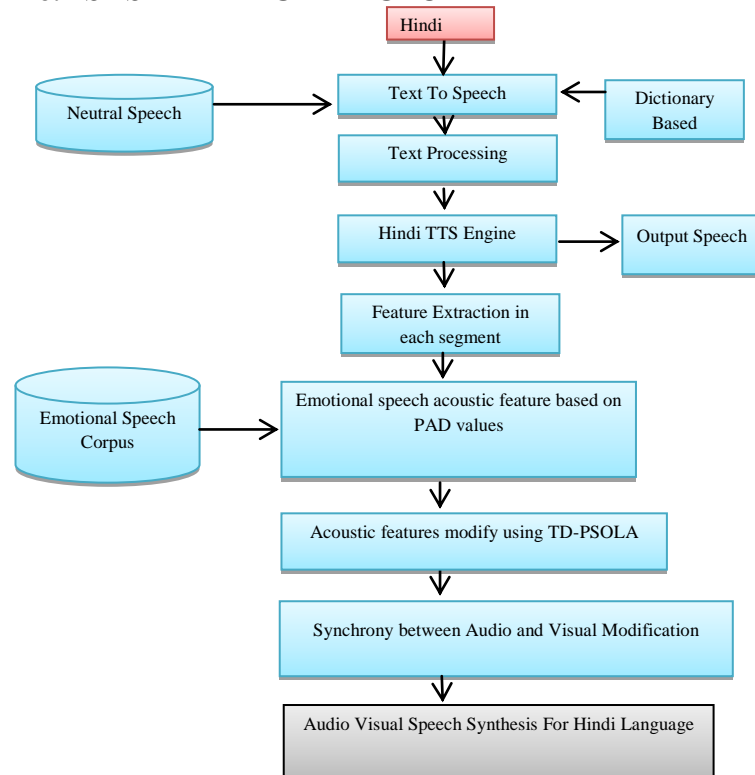 Hindi
Text To Speech
Neutral Speech
Dictionary
Based
Text Processing
Hindi TTS Engine
Output Speech
Feature Extraction in
each segment
Emotional Speech
Corpus
Emotional speech acoustic feature based on
PAD values
Acoustic features modify using TD-PSOLA
Synchrony between Audio and Visual Modification
Audio Visual Speech Synthesis For Hindi Language